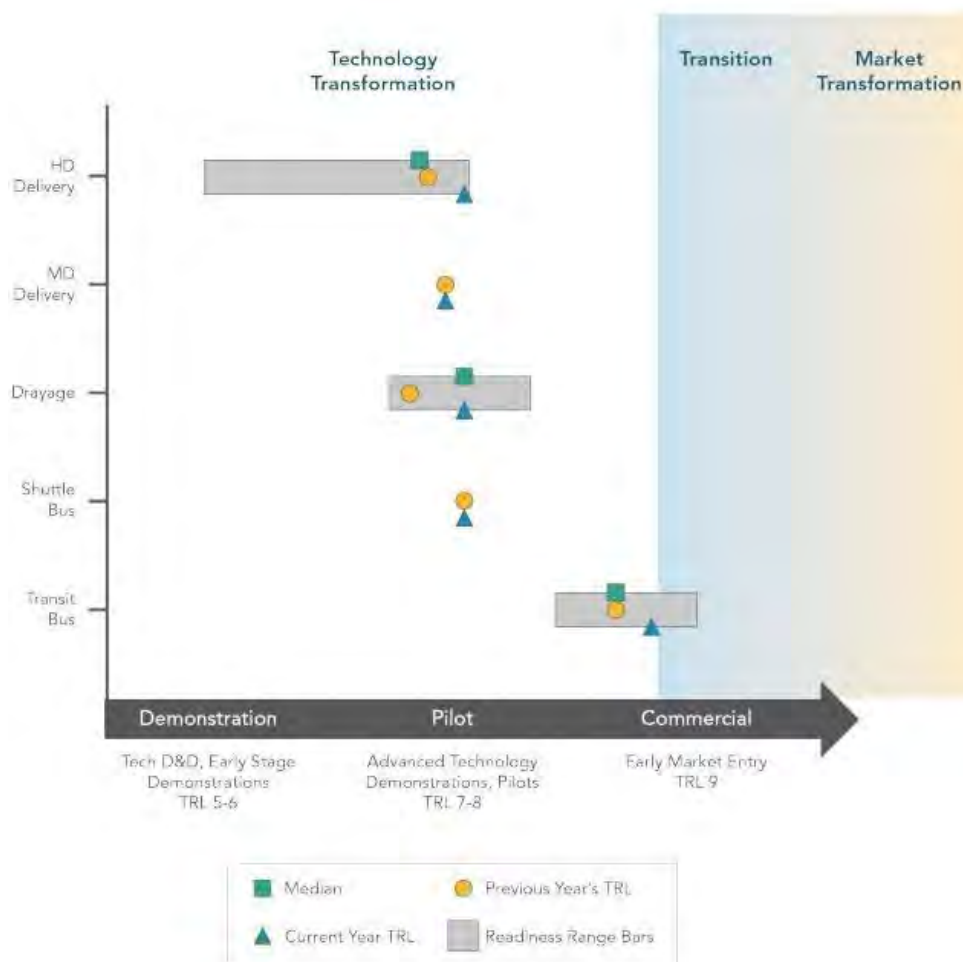 Technology
Transformation
Transition
Market
Transformation
HD
Delivery
MD
Delivery
Drayage
Shuttle
Bus
Transit
Bus
Demonstration
Pilot
Commercial
Tech D&D, Early Stage
Demonstrations
TRL 5-6
Advanced Technology
Demonstrations, Pilots
TRL 7-8
Early Market Entry
TRL 9
Median
Previous Year's TRL
Current Year TRL
Readiness Range Bars